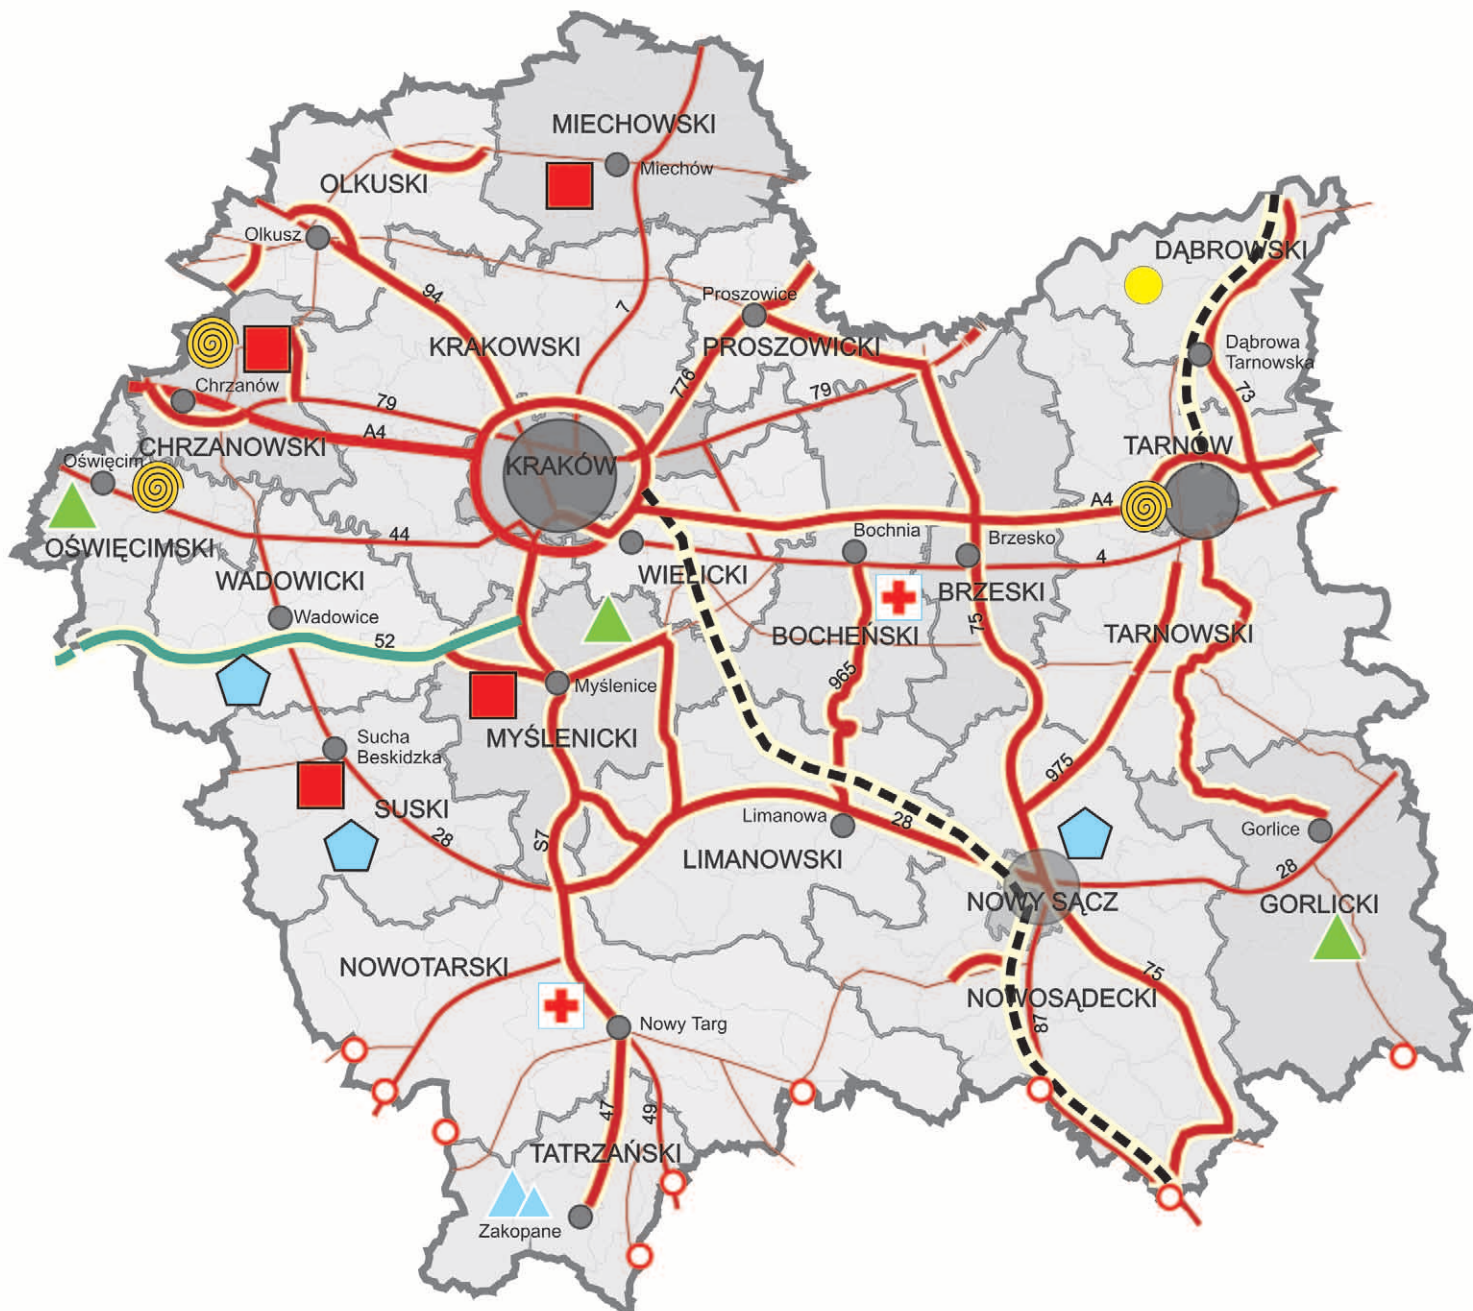 MIECHOWSKI
Miechów
OLKUSKI
Olkusz
DĄBROWSKI
94
7
Proszowice
KRAKOWSKI
PROSZOWICKI
Dąbrowa
Tarnowska
776
79
73
Chrzanów
79
A4
CHRZANOWSKI
TARNÓW
Oświęcim
KRAKÓW
A4
44
Bochnia
Brzesko
4
OŚWIĘCIMSKI
WADOWICKI
WIELICKI
BRZESKI
Wadowice
52
75
BOCHEŃSKI
TARNOWSKI
965
Myślenice
Sucha
Beskidzka
MYŚLENICKI
975
SUSKI
28
S7
Limanowa
28
Gorlice
LIMANOWSKI
28
NOWY SĄCZ
GORLICKI
NOWOTARSKI
75
NOWOSĄDECKI
87
Nowy Targ
47
49
TATRZAŃSKI
Zakopane